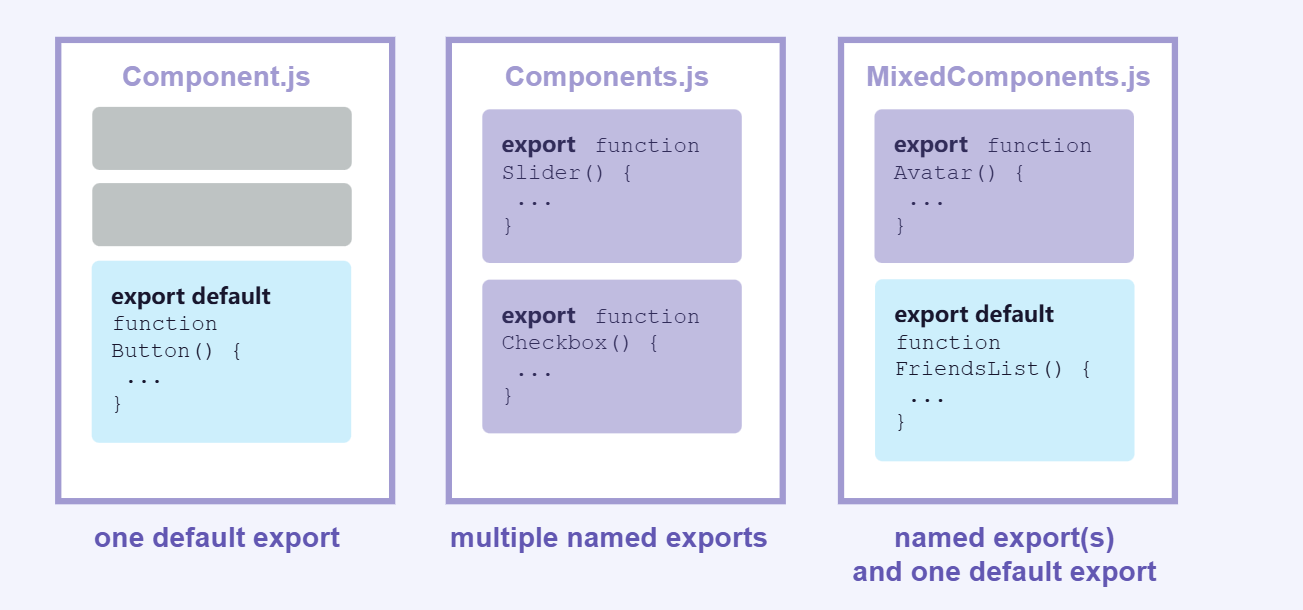 Component.js
export default
function
Button() {
...
}
one default export
Components.js
export function
Slider() {
...
}
export function
Checkbox() {
...
}
multiple named exports
MixedComponents.js
export function
Avatar() {
...
}
export default
function
FriendsList() {
...
}
named export(s)
and one default export